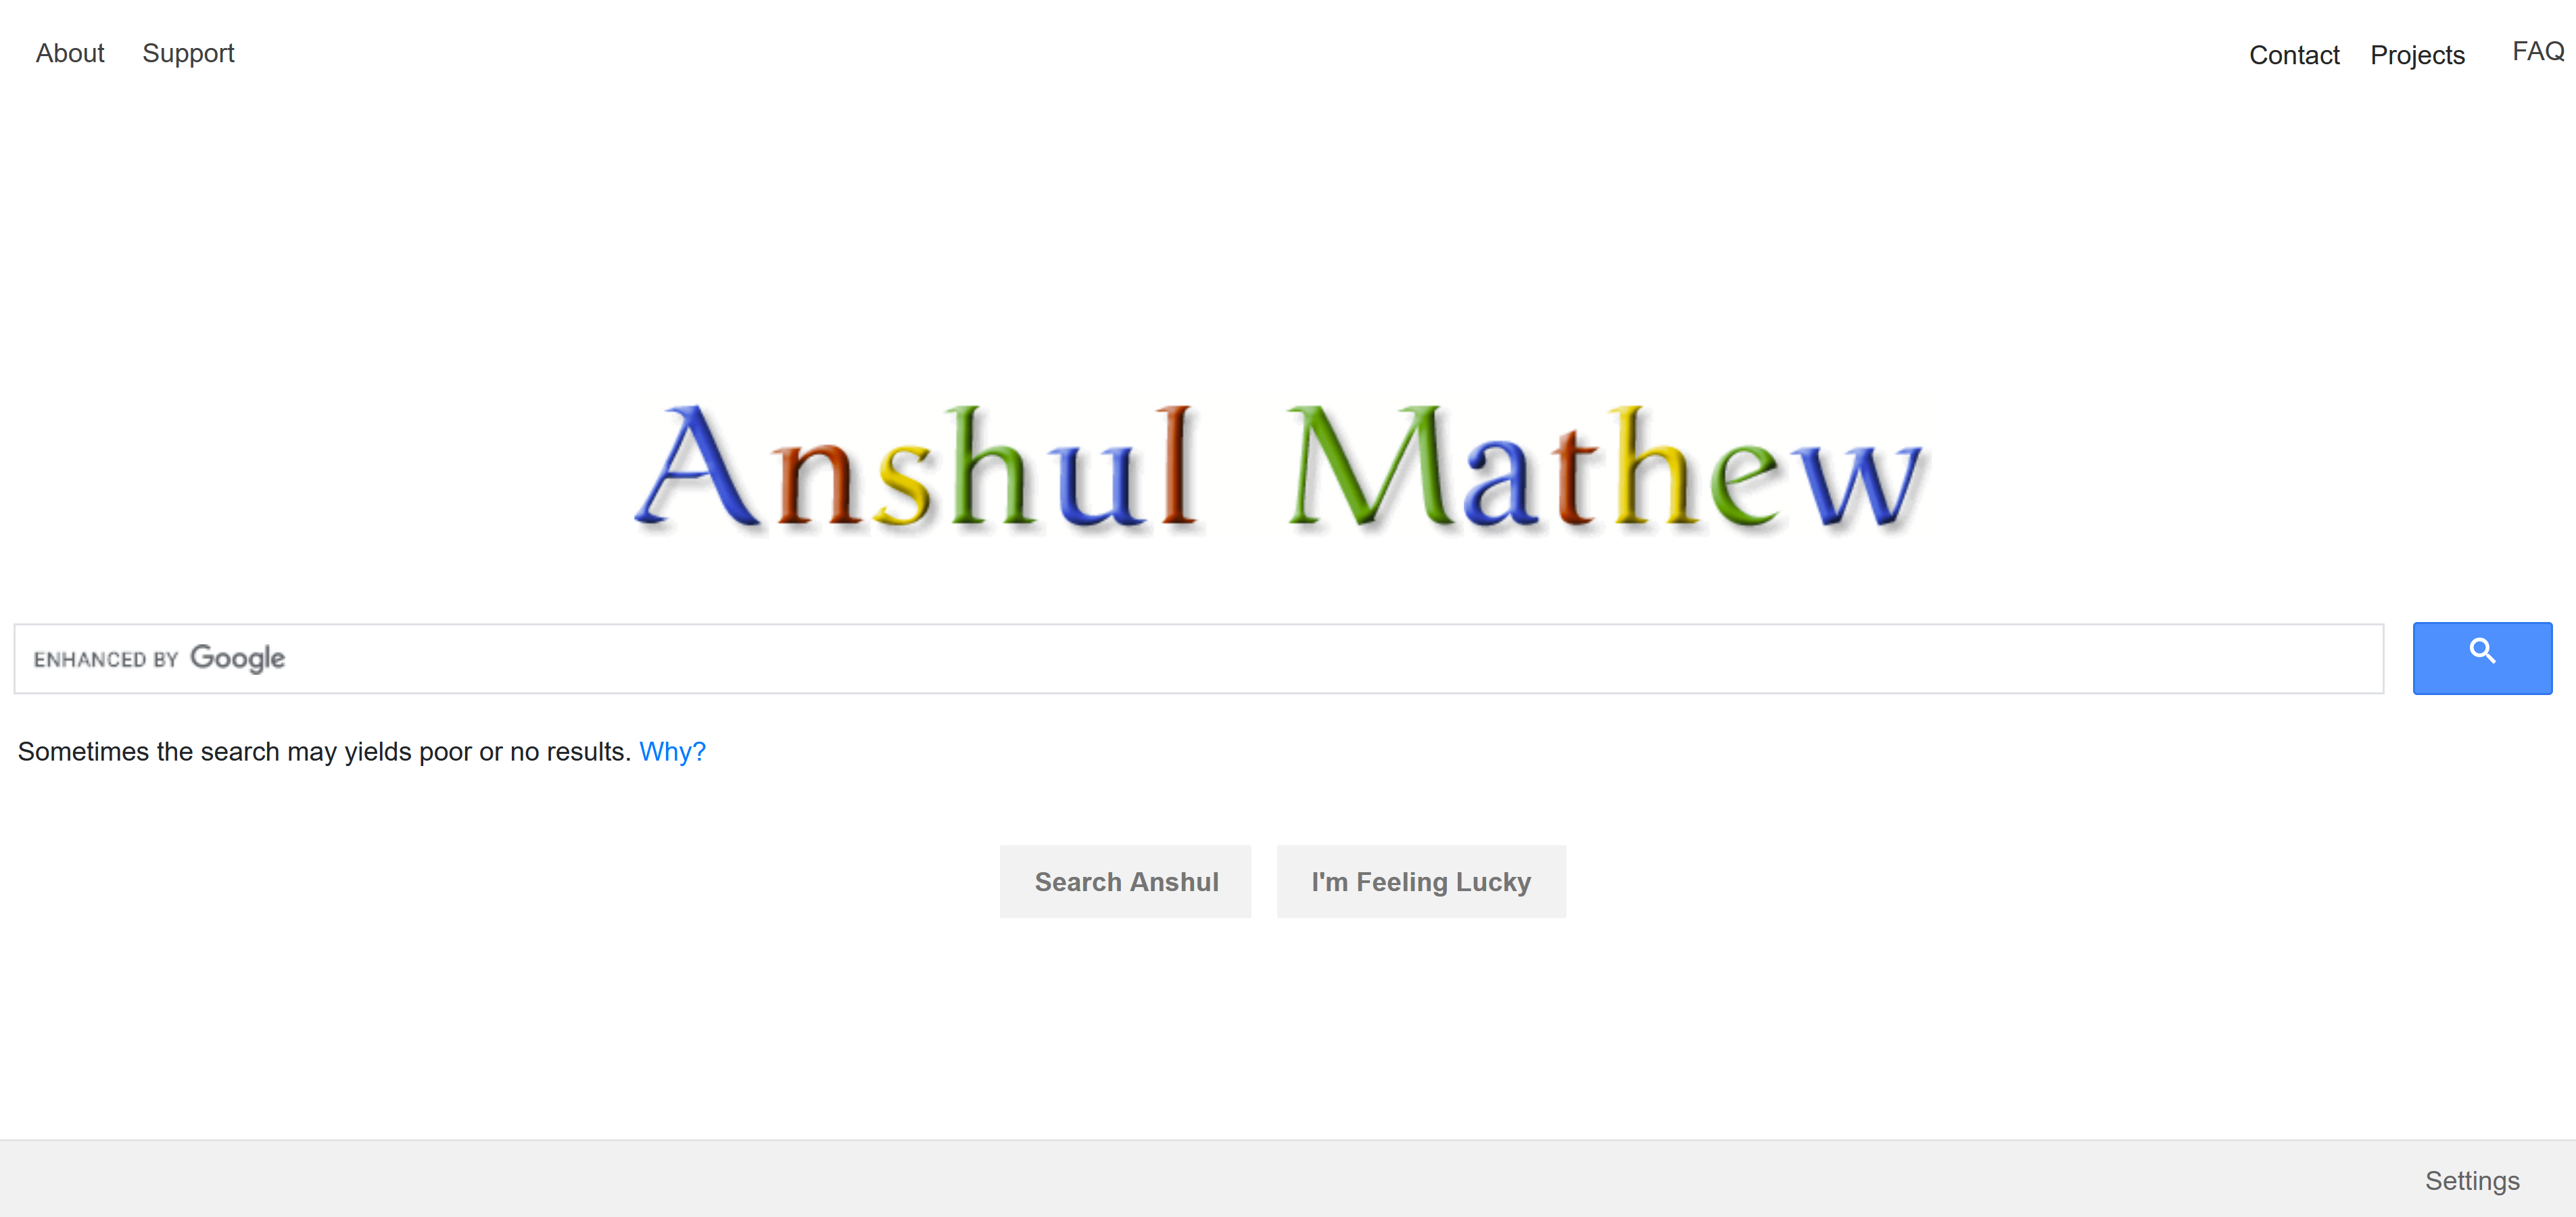 About Support Contact Projects FAQ
Anshul Mathew
ENHANCED BY Google
Sometimes the search may yields poor or no results. Why?
Search Anshul I'm Feeling Lucky
Settings